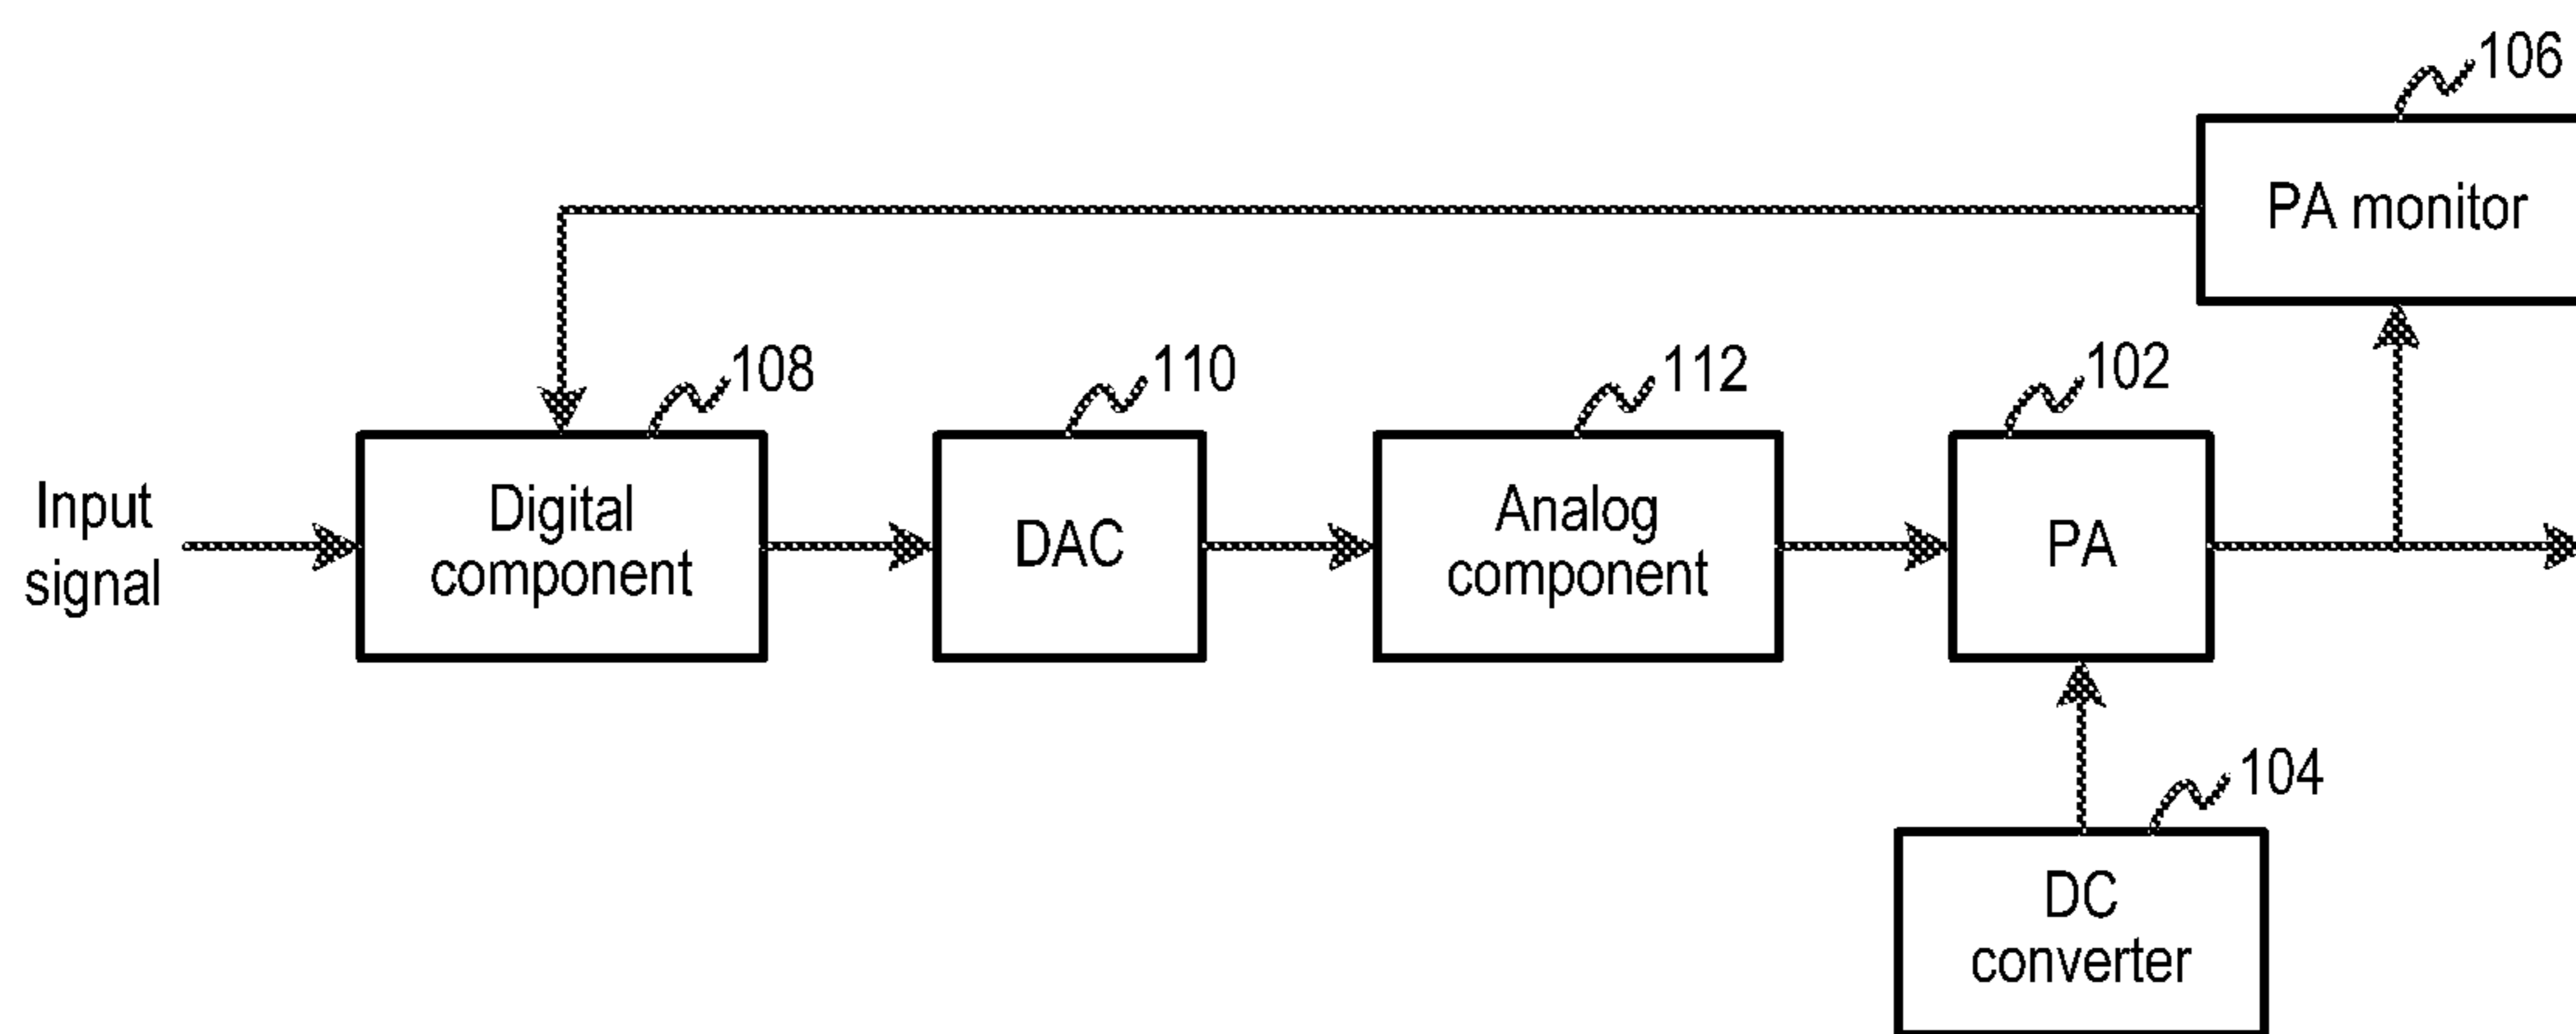 106
PA monitor
108
110
112
102
Input
signal
Digital
component
DAC
Analog
component
PA
104
DC
converter